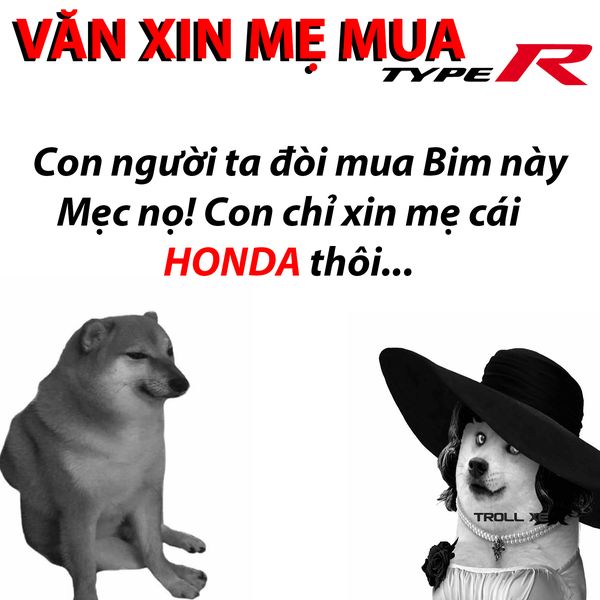 VĂN XIN MẸ MUA
TYPE R
Con người ta đòi mua Bim này
Mẹc nọ! Con chỉ xin mẹ cái
HONDA thôi...
TROLL XE